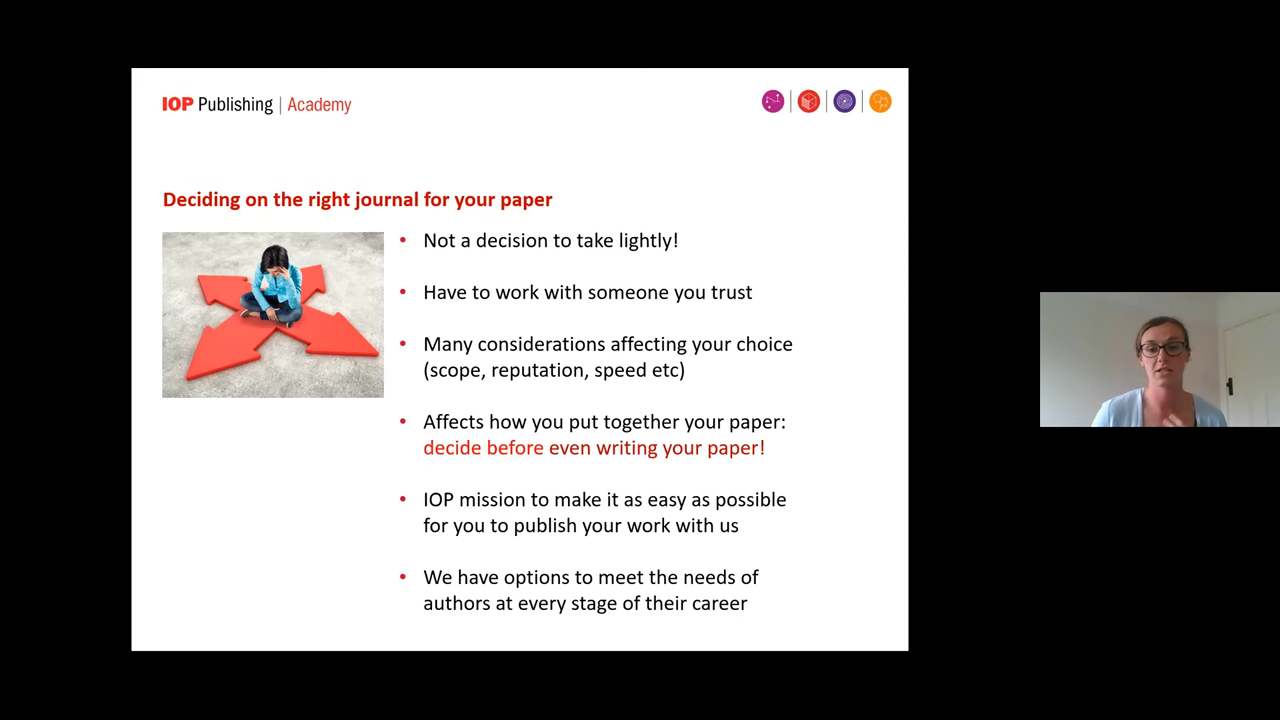 IOP Publishing | Academy
Deciding on the right journal for your paper
• Not a decision to take lightly!
• Have to work with someone you trust
• Many considerations affecting your choice
(scope, reputation, speed etc)
• Affects how you put together your paper:
decide before even writing your paper!
• IOP mission to make it as easy as possible
for you to publish your work with us
• We have options to meet the needs of
authors at every stage of their career